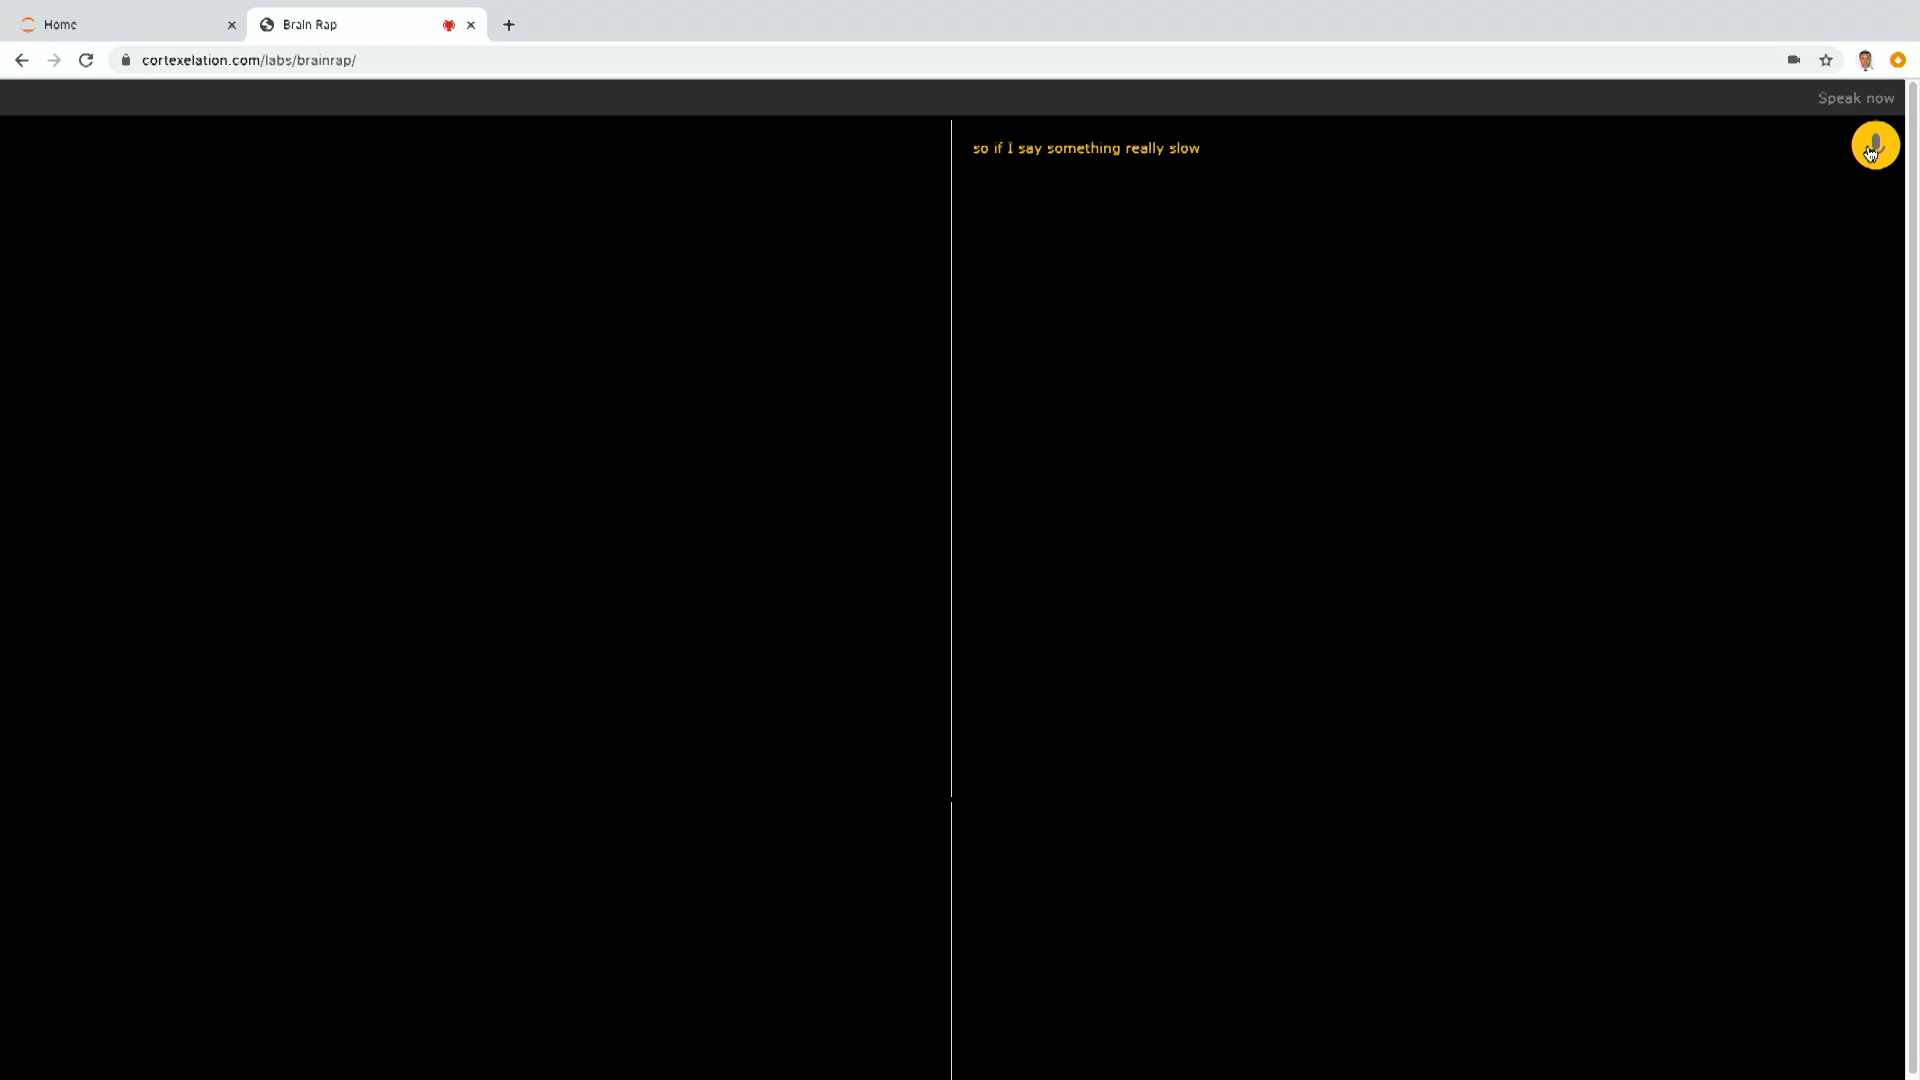 Home
Brain Rap
cortexelation.com/labs/brainrap/
Speak now
so if I say something really slow